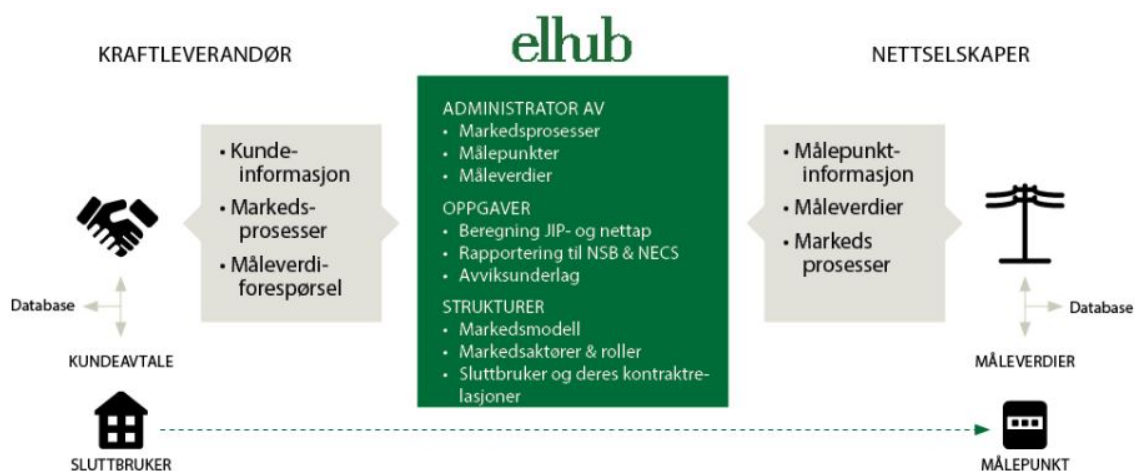 elhub
KRAFTLEVERANDØR
NETTSELSKAPER
• Kunde-
informasjon
• Markeds-
prosesser
• Måleverdi-
forespørsel
Database
KUNDEAVTALE
SLUTTBRUKER
ADMINISTRATOR AV
• Markedsprosesser
• Målepunkter
• Måleverdier
OPPGAVER
• Beregning JIP- og nettap
• Rapportering til NSB & NECS
• Avviksunderlag
STRUKTURER
• Markedsmodell
• Markedsaktører & roller
• Sluttbruker og deres kontraktre-
lasjoner
• Målepunkt-
informasjon
• Måleverdier
• Markeds
prosesser
Database
MÅLEVERDIER
MÅLEPUNKT